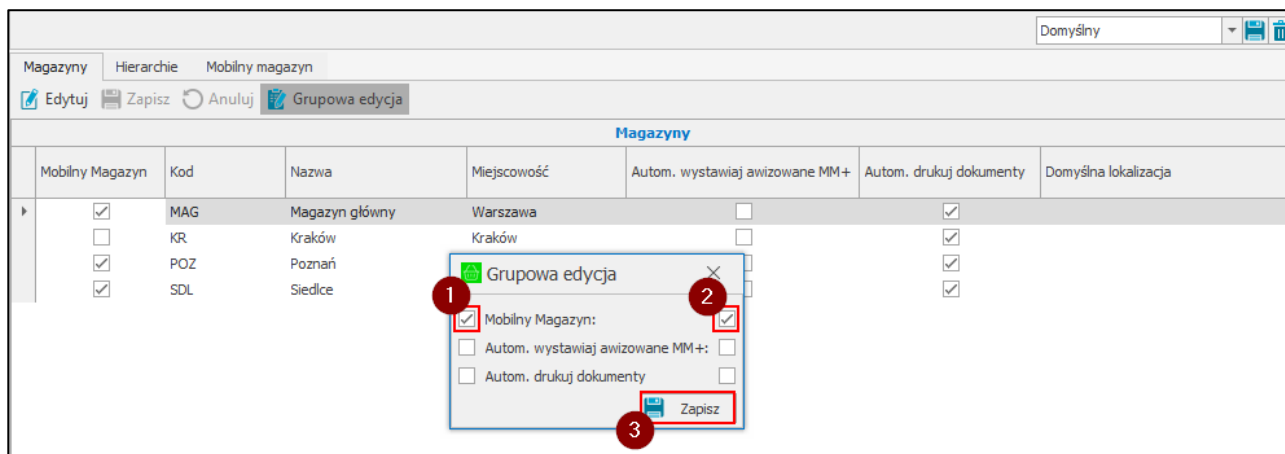 Domyślny
Magazyny Hierarchie Mobilny magazyn
Edytuj Zapisz Anuluj Grupowa edycja
Magazyny
Mobilny Magazyn Kod Nazwa Miejscowość Autom. wystawiaj awizowane MM+ Autom. drukuj dokumenty Domyślna lokalizacja
MAG Magazyn główny Warszawa
KR Kraków Kraków
POZ Poznań
SDL Siedlce
Grupowa edycja
1 2
Mobilny Magazyn:
Autom. wystawiaj awizowane MM+:
Autom. drukuj dokumenty
Zapisz
3